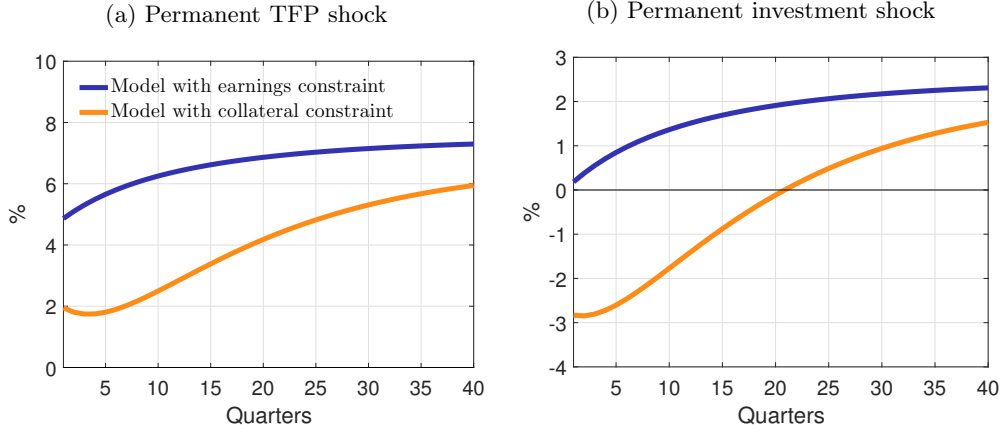 (a) Permanent TFP shock
10
8
6
4
2
0
%
Model with earnings constraint
Model with collateral constraint
5 10 15 20 25 30 35 40
Quarters
(b) Permanent investment shock
3
2
1
0
-1
-2
-3
-4
%
5 10 15 20 25 30 35 40
Quarters